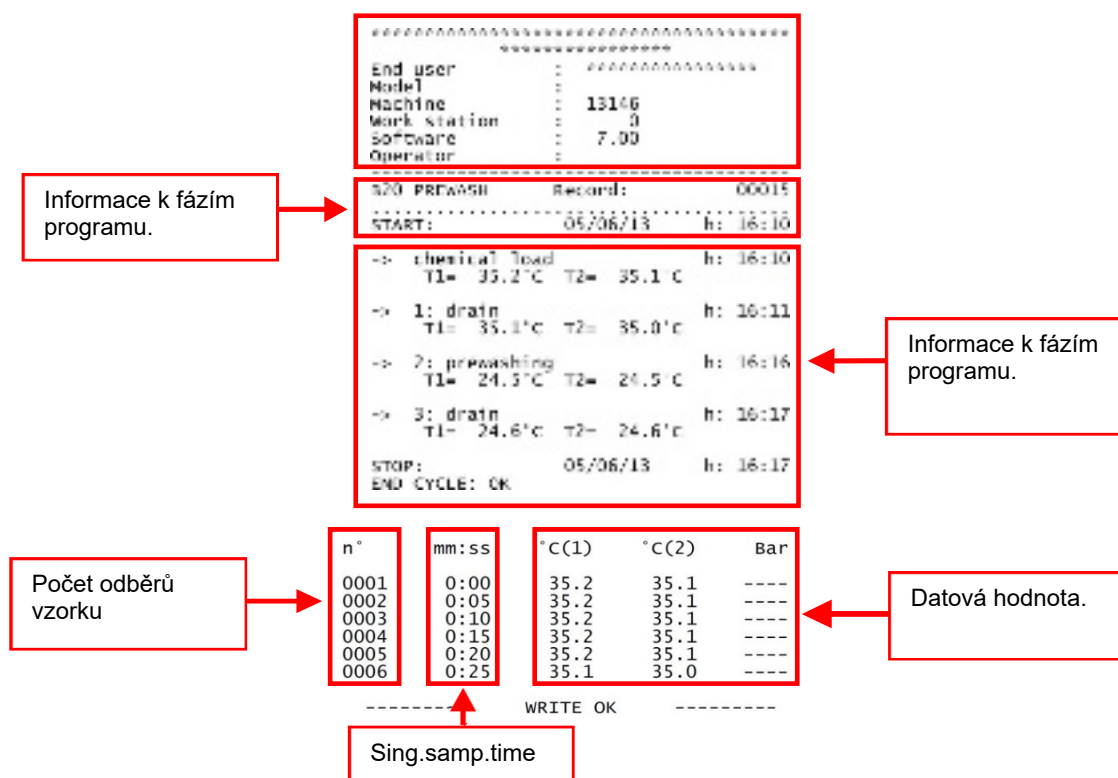 ************************************
****************
End user : ****************
Model :
Machine : 13146
Work station : 0
Software : 7.00
Operator :
B20 PREWASH Record: 00015
START: 05/06/13 h: 16:10
Informace k fázím
programu.
-> chemical load h: 16:10
T1= 35.2°C T2= 35.1°C
-> 1: drain h: 16:11
T1= 35.1°C T2= 35.0°C
-> 2: prewashing h: 16:16
T1= 24.5°C T2= 24.5°C
-> 3: drain h: 16:17
T1= 24.6°C T2= 24.6°C
STOP: 05/06/13 h: 16:17
END CYCLE: OK
Informace k fázím
programu.
n° mm:ss °C(1) °C(2) Bar
0001 0:00 35.2 35.1 ----
0002 0:05 35.2 35.1 ----
0003 0:10 35.2 35.1 ----
0004 0:15 35.2 35.1 ----
0005 0:20 35.2 35.1 ----
0006 0:25 35.1 35.0 ----
Počet odběrů
vzorku
Datová hodnota.
--------- WRITE OK ---------
Sing.samp.time